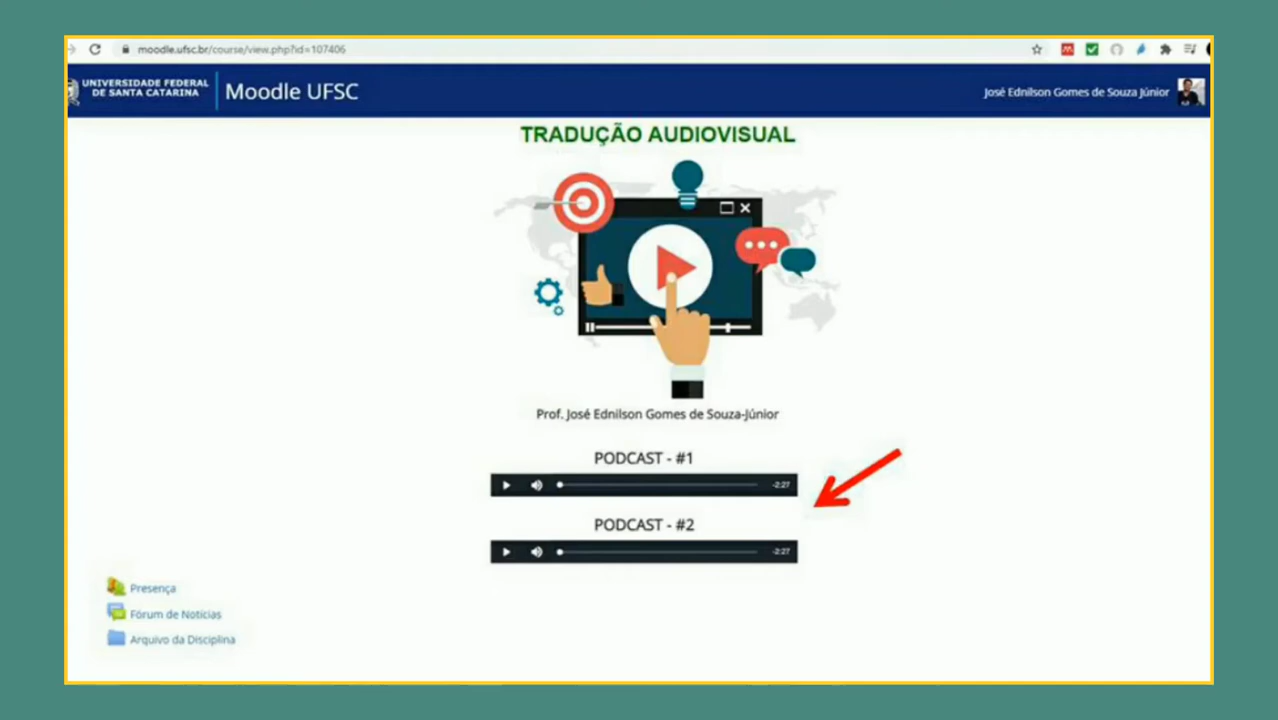 moodle.ufsc.br/course/view.php?id=107406
UNIVERSIDADE FEDERAL
DE SANTA CATARINA
Moodle UFSC
José Ednilson Gomes de Souza Júnior
TRADUÇÃO AUDIOVISUAL
Prof. José Ednilson Gomes de Souza-Júnior
PODCAST - #1
-2:27
PODCAST - #2
-2:27
Presença
Fórum de Notícias
Arquivo da Disciplina